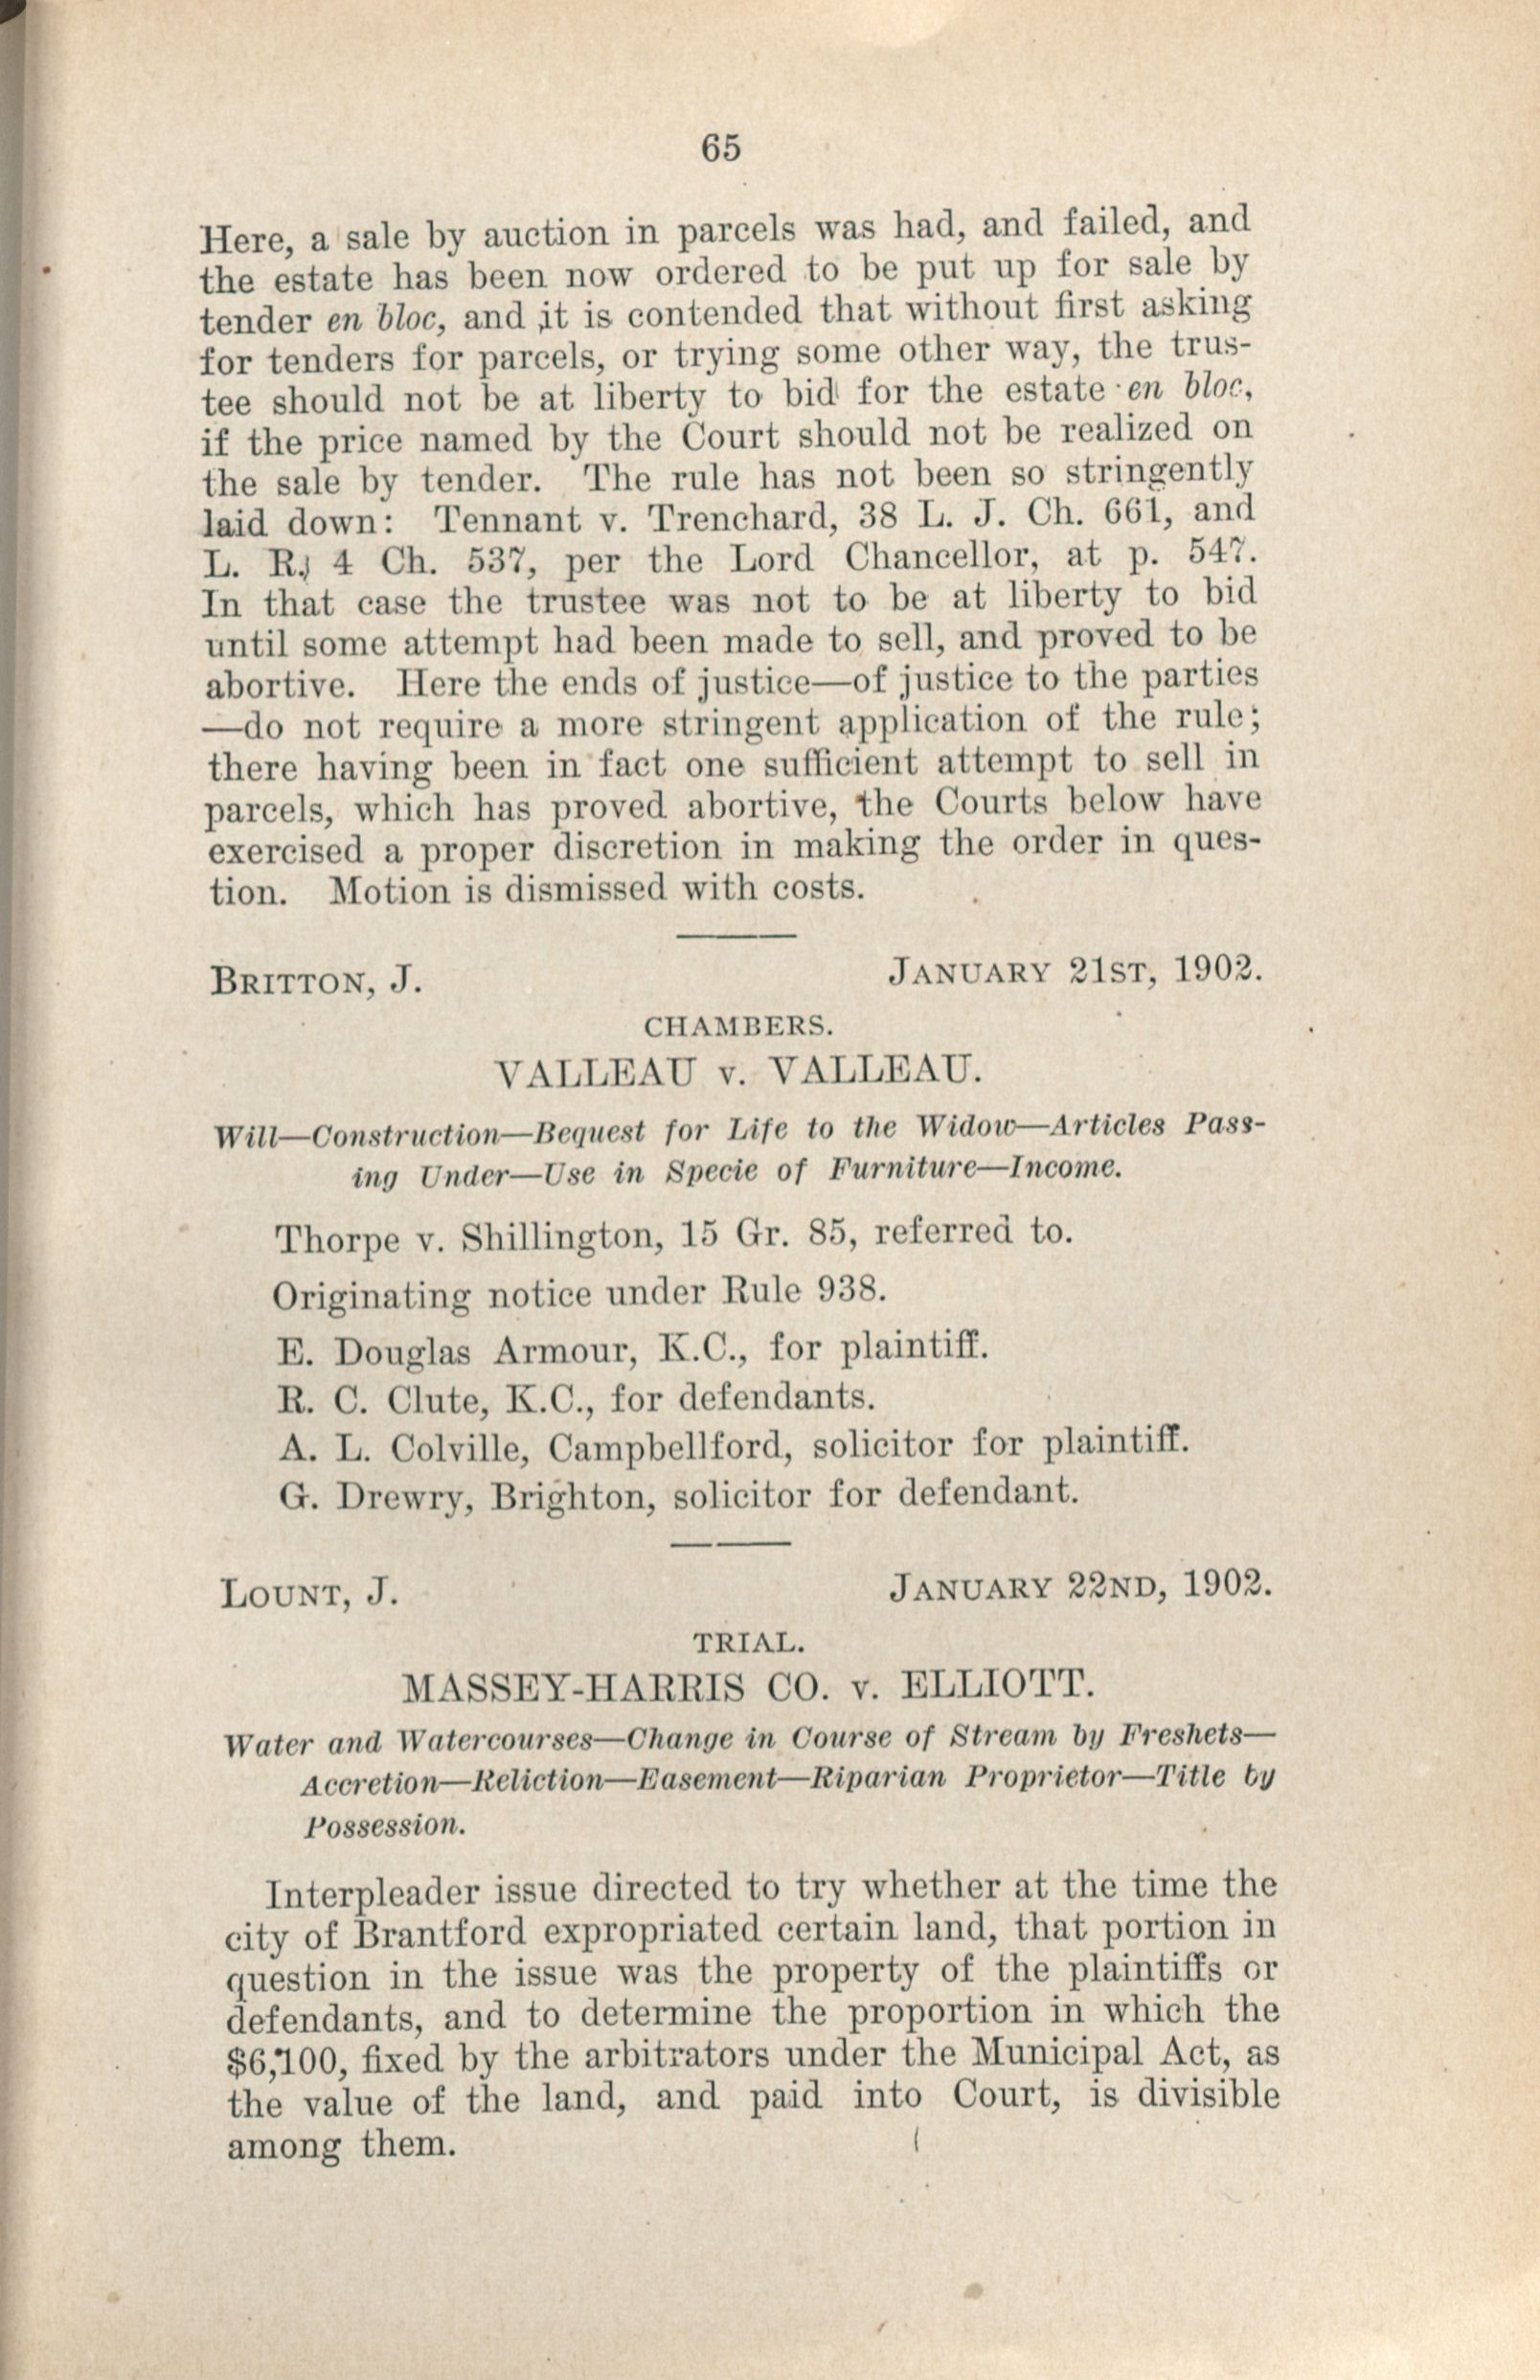 65
Here, a sale by auction in parcels was had, and failed, and
the estate has been now ordered to be put up for sale by
tender en bloc, and it is contended that without first asking
for tenders for parcels, or trying some other way, the trus-
tee should not be at liberty to bid for the estate en bloc,
if the price named by the Court should not be realized on
the sale by tender. The rule has not been so stringently
laid down: Tennant v. Trenchard, 38 L. J. Ch. 661, and
L. R. 4 Ch. 537, per the Lord Chancellor, at p. 547.
In that case the trustee was not to be at liberty to bid
until some attempt had been made to sell, and proved to be
abortive. Here the ends of justice—of justice to the parties
—do not require a more stringent application of the rule;
there having been in fact one sufficient attempt to sell in
parcels, which has proved abortive, the Courts below have
exercised a proper discretion in making the order in ques-
tion. Motion is dismissed with costs.
BRITTON, J. JANUARY 21ST, 1902.
CHAMBERS.
VALLEAU v. VALLEAU.
Will—Construction—Bequest for Life to the Widow—Articles Pass-
ing Under—Use in Specie of Furniture—Income.
Thorpe v. Shillington, 15 Gr. 85, referred to.
Originating notice under Rule 938.
E. Douglas Armour, K.C., for plaintiff.
R. C. Clute, K.C., for defendants.
A. L. Colville, Campbellford, solicitor for plaintiff.
G. Drewry, Brighton, solicitor for defendant.
LOUNT, J. JANUARY 22ND, 1902.
TRIAL.
MASSEY-HARRIS CO. v. ELLIOTT.
Water and Watercourses—Change in Course of Stream by Freshets—
Accretion—Reliction—Easement—Riparian Proprietor—Title by
Possession.
Interpleader issue directed to try whether at the time the
city of Brantford expropriated certain land, that portion in
question in the issue was the property of the plaintiffs or
defendants, and to determine the proportion in which the
$6,100, fixed by the arbitrators under the Municipal Act, as
the value of the land, and paid into Court, is divisible
among them.